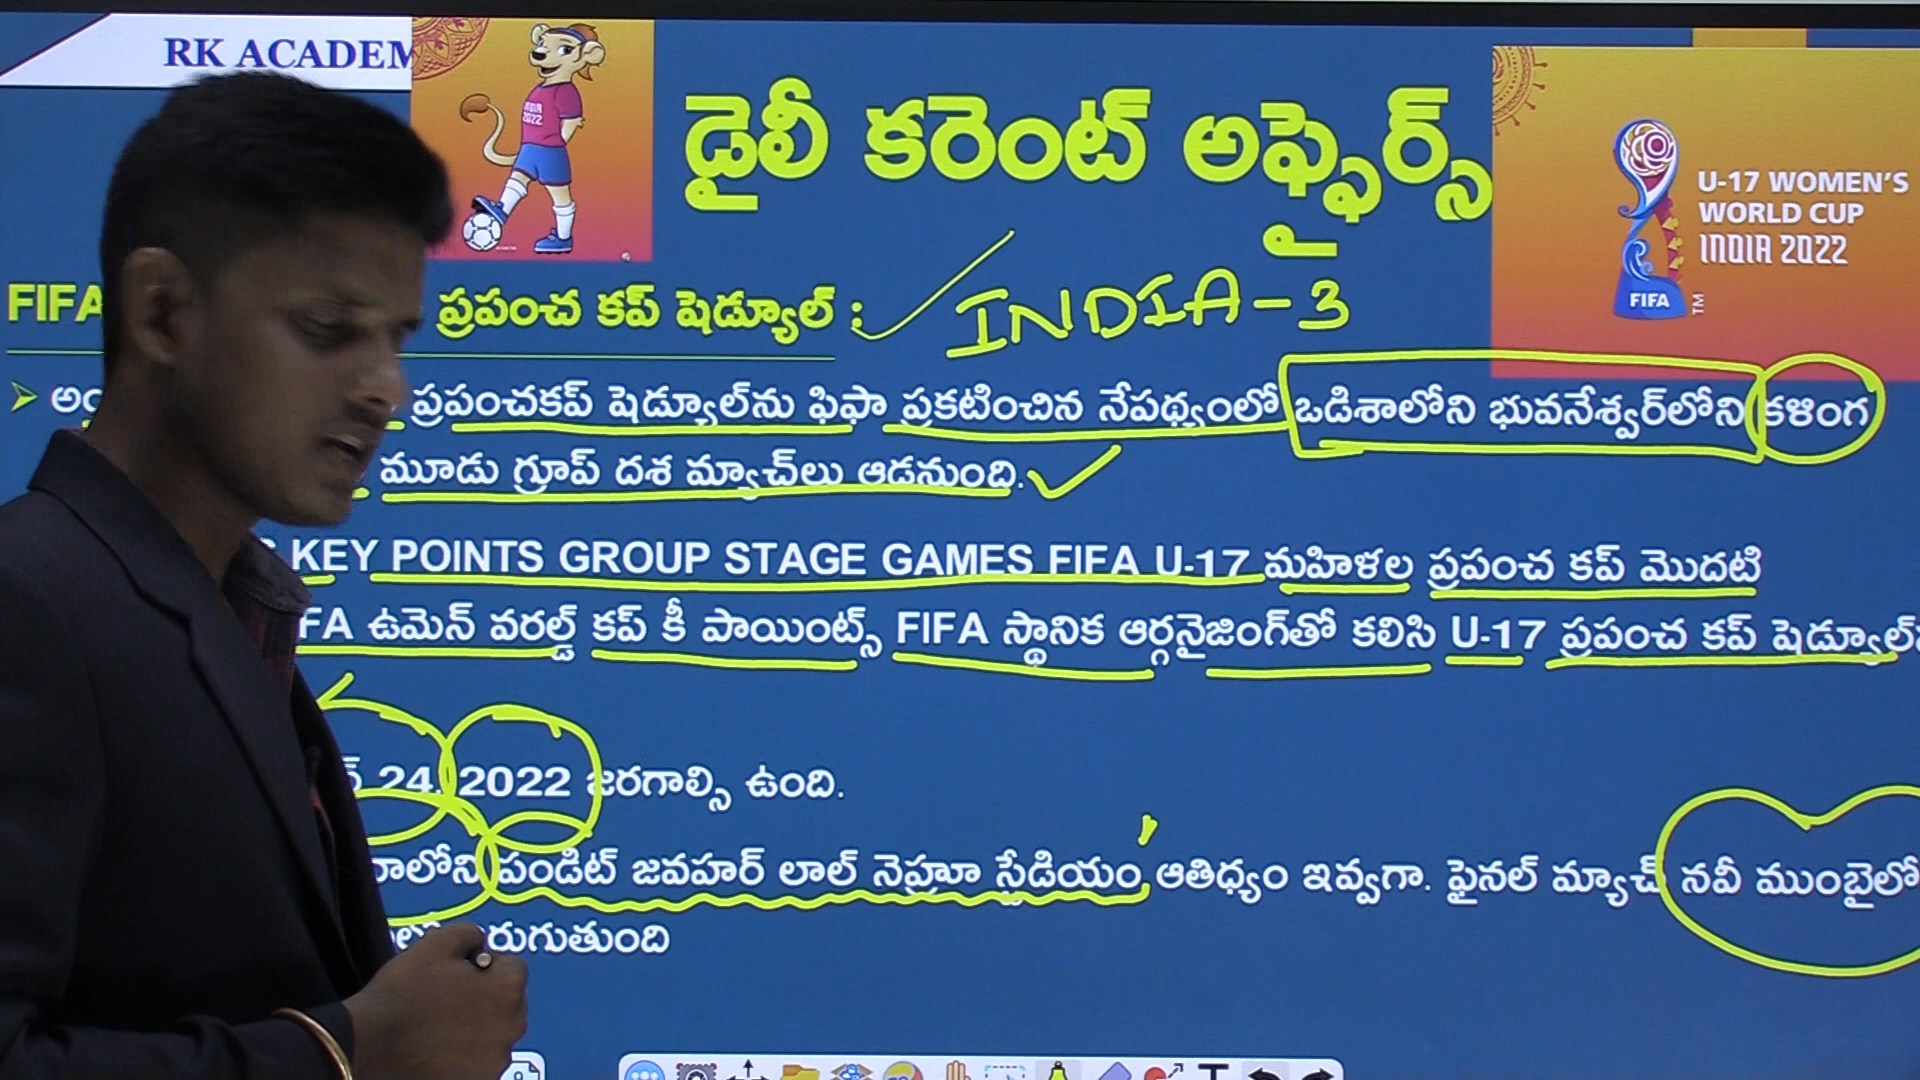 RK ACADEM
INDIA
2022
డైలీ కరెంట్ అఫ్ఫైర్స్
U-17 WOMEN'S
WORLD CUP
INDIA 2022
FIFA
TM
FIFA ప్రపంచ కప్ షెడ్యూల్ : INDIA-3
ప్రపంచకప్ షెడ్యూల్‌ను ఫిఫా ప్రకటించిన నేపథ్యంలో ఒడిశాలోని భువనేశ్వర్‌లోని కళింగ
మూడు గ్రూప్ దశ మ్యాచ్‌లు ఆడనుంది.
KEY POINTS GROUP STAGE GAMES FIFA U-17 మహిళల ప్రపంచ కప్ మొదటి
FA ఉమెన్ వరల్డ్ కప్ కీ పాయింట్స్ FIFA స్థానిక ఆర్గనైజింగ్‌తో కలిసి U-17 ప్రపంచ కప్ షెడ్యూల్
24, 2022 జరగాల్సి ఉంది.
పండిట్ జవహర్ లాల్ నెహ్రూ స్టేడియం, ఆతిధ్యం ఇవ్వగా. ఫైనల్ మ్యాచ్ నవీ ముంబైలో